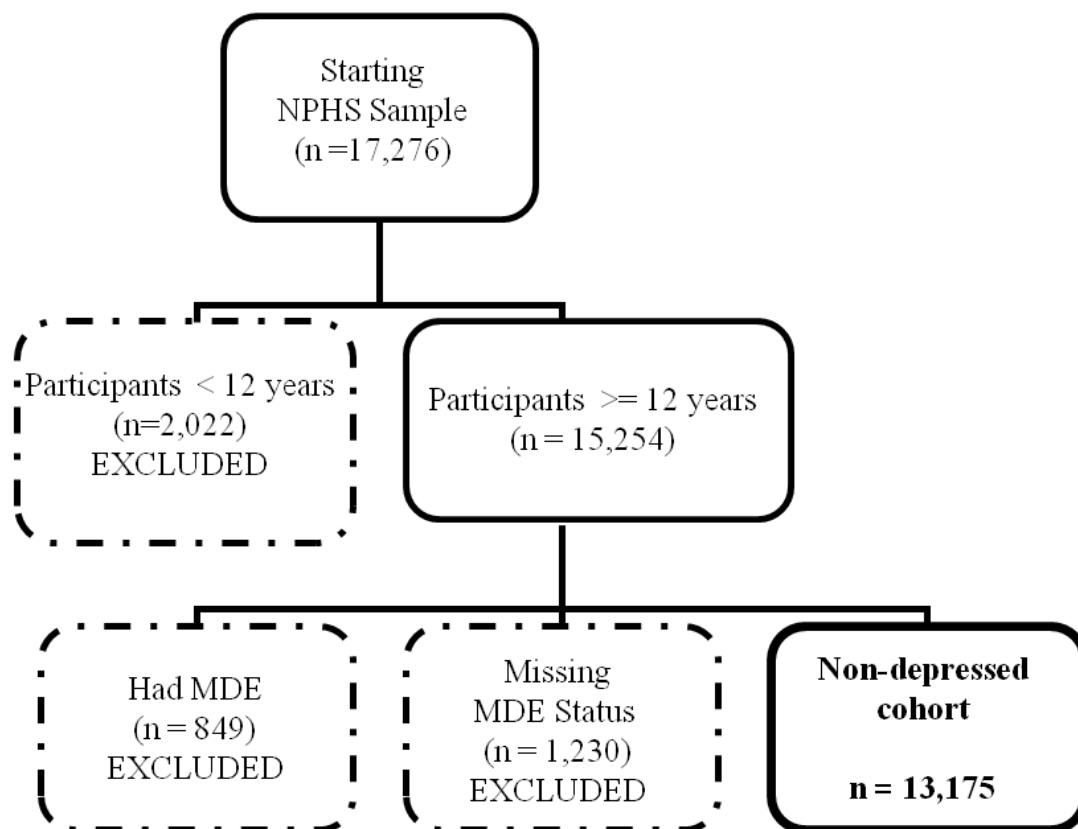 Starting
NPHS Sample
(n =17,276)
Participants < 12 years
(n=2,022)
EXCLUDED
Participants >= 12 years
(n = 15,254)
Had MDE
(n = 849)
EXCLUDED
Missing
MDE Status
(n = 1,230)
EXCLUDED
Non-depressed
cohort
n = 13,175